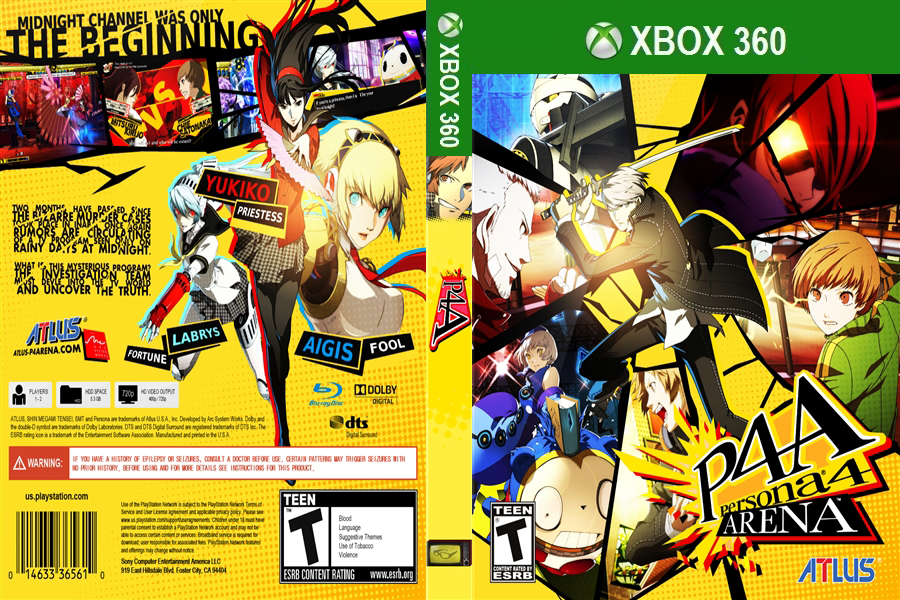 MIDNIGHT CHANNEL WAS ONLY
THE BEGINNING
VS
MITSURU
KIRIJO
YUKIKO
PRIESTESS
TWO MONTHS HAVE PASSED SINCE
THE BIZARRE MURDER CASES
TOOK PLACE IN INABA. ONCE AGAIN
RUMORS ARE CIRCULATING
OF A TV PROGRAM SEEN ONLY ON
RAINY DAYS AT MIDNIGHT.
WHAT IS THIS MYSTERIOUS PROGRAM?
THE INVESTIGATION TEAM
MUST DELVE INTO THE TV WORLD
AND UNCOVER THE TRUTH.
ATLUS®
ATLUS-P4ARENA.COM
FORTUNE
LABRYS
AIGIS
FOOL
PLAYERS
1 - 2
HDD SPACE
HDD
720p
HD VIDEO OUTPUT
480p / 720p
Blu-ray Disc
DOLBY
DIGITAL
dts
Digital Surround
ATLUS, SHIN MEGAMI TENSEI, SMT and Persona are trademarks of Atlus U.S.A., Inc. Developed by Arc System Works. Dolby and
the double-D symbol are trademarks of Dolby Laboratories. DTS and DTS Digital Surround are registered trademarks of DTS Inc. The
ESRB rating icon is a trademark of the Entertainment Software Association. Manufactured and printed in the U.S.A.
WARNING:
IF YOU HAVE A HISTORY OF EPILEPSY OR SEIZURES, CONSULT A DOCTOR BEFORE USE. CERTAIN PATTERNS MAY TRIGGER SEIZURES WITH
NO PRIOR HISTORY. BEFORE USING AND FOR MORE DETAILS SEE INSTRUCTIONS FOR THIS PRODUCT.
us.playstation.com
0 14633 36561 0
Use of the PlayStation Network is subject to the PlayStation Network Terms of
Service and User License Agreement and applicable privacy policy. Please see
www.us.playstation.com/support/useragreements. Children under 18 must have
parental consent to establish a PlayStation Network account and may not be
able to access certain content or services. Broadband service is required for
download; user responsible for associated fees. PlayStation Network features
and offerings may change without notice.
Sony Computer Entertainment America LLC
919 East Hillsdale Blvd., Foster City, CA 94404
TEEN
T
Blood
Language
Suggestive Themes
Use of Tobacco
Violence
ESRB CONTENT RATING
www.esrb.org
XBOX 360
P4A
XBOX 360
P4A
Persona®4
ARENA
TEEN
T
CONTENT RATED BY
ESRB
ATLUS